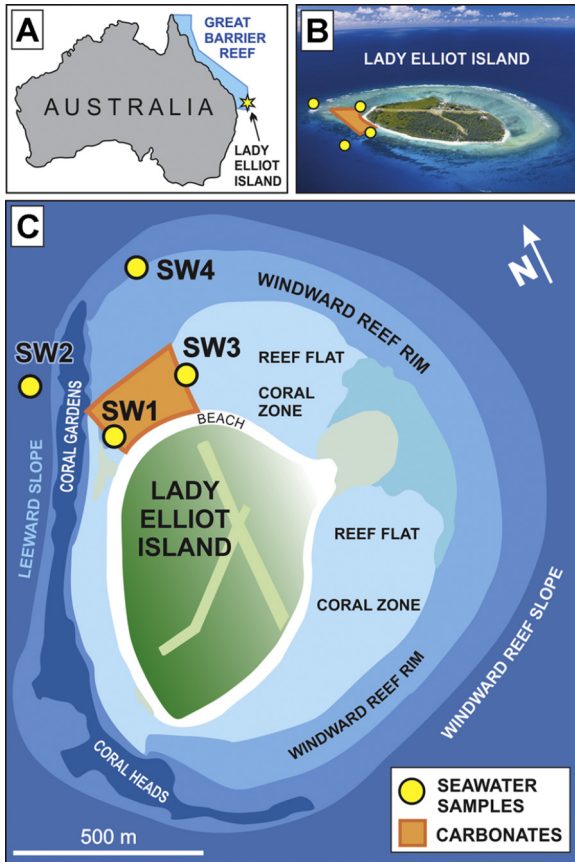 A
GREAT
BARRIER
REEF
AUSTRALIA
LADY
ELLIOT
ISLAND
B
LADY ELLIOT ISLAND
C
N
SW4
WINDWARD REEF RIM
SW2
SW3
REEF FLAT
CORAL
ZONE
SW1
BEACH
CORAL GARDENS
LEEWARD SLOPE
LADY
ELLIOT
ISLAND
REEF FLAT
CORAL ZONE
WINDWARD REEF RIM
WINDWARD REEF SLOPE
CORAL HEADS
500 m
SEAWATER
SAMPLES
CARBONATES